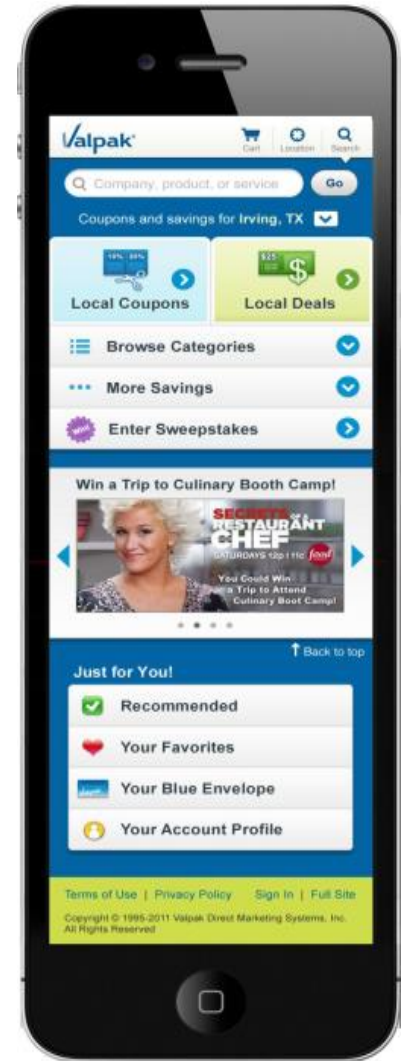 Valpak
Cart Location Search
Company, product, or service Go
Coupons and savings for Irving, TX
$25
Local Coupons Local Deals
Browse Categories
More Savings
Enter Sweepstakes
Win a Trip to Culinary Booth Camp!
SECRETS OF A
RESTAURANT
CHEF
SATURDAYS 12p | 11c food
You Could Win
a Trip to Attend
Culinary Boot Camp!
Back to top
Just for You!
Recommended
Your Favorites
Your Blue Envelope
Your Account Profile
Terms of Use | Privacy Policy Sign In | Full Site
Copyright © 1995-2011 Valpak Direct Marketing Systems, Inc.
All Rights Reserved